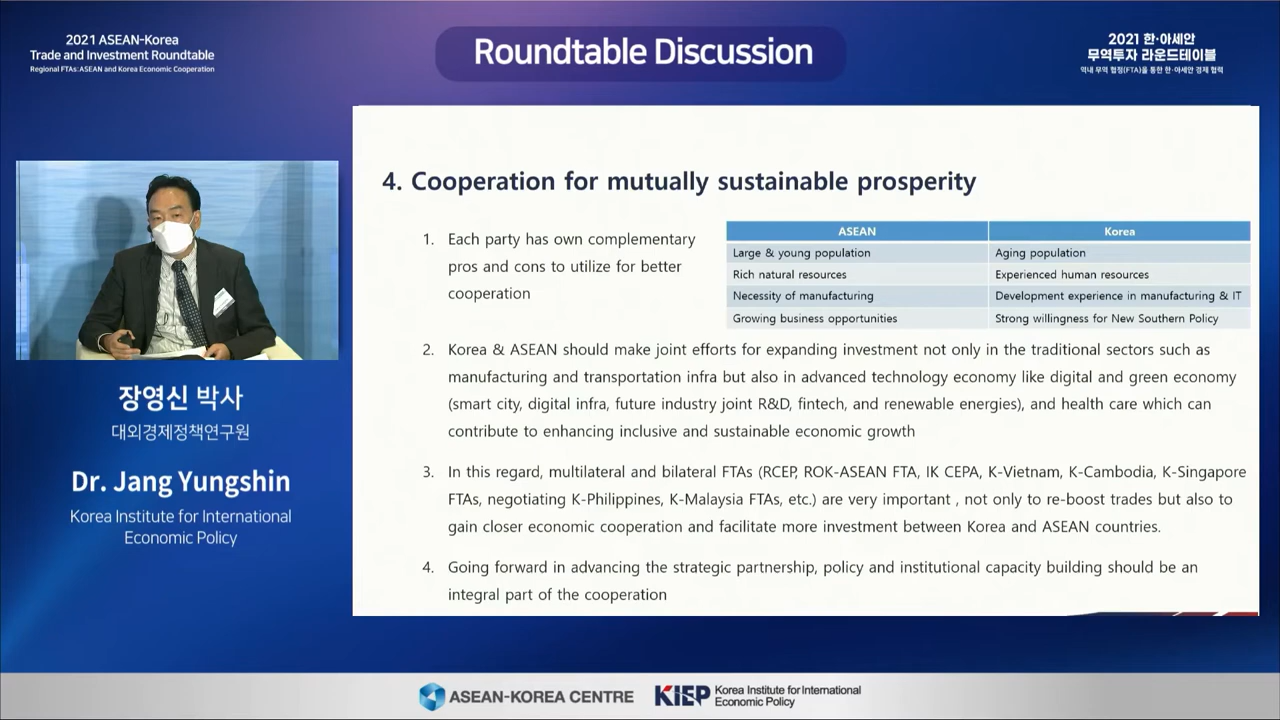 2021 ASEAN-Korea
Trade and Investment Roundtable
Regional FTAs:ASEAN and Korea Economic Cooperation
Roundtable Discussion
2021 한·아세안
무역투자 라운드테이블
역내 무역 협정(FTA)을 통한 한·아세안 경제 협력
장영신 박사
대외경제정책연구원
Dr. Jang Yungshin
Korea Institute for International
Economic Policy
4. Cooperation for mutually sustainable prosperity
1. Each party has own complementary
pros and cons to utilize for better
cooperation
ASEAN Korea
Large & young population Aging population
Rich natural resources Experienced human resources
Necessity of manufacturing Development experience in manufacturing & IT
Growing business opportunities Strong willingness for New Southern Policy
2. Korea & ASEAN should make joint efforts for expanding investment not only in the traditional sectors such as
manufacturing and transportation infra but also in advanced technology economy like digital and green economy
(smart city, digital infra, future industry joint R&D, fintech, and renewable energies), and health care which can
contribute to enhancing inclusive and sustainable economic growth
3. In this regard, multilateral and bilateral FTAs (RCEP, ROK-ASEAN FTA, IK CEPA, K-Vietnam, K-Cambodia, K-Singapore
FTAs, negotiating K-Philippines, K-Malaysia FTAs, etc.) are very important , not only to re-boost trades but also to
gain closer economic cooperation and facilitate more investment between Korea and ASEAN countries.
4. Going forward in advancing the strategic partnership, policy and institutional capacity building should be an
integral part of the cooperation
ASEAN-KOREA CENTRE
KIEP Korea Institute for International
Economic Policy